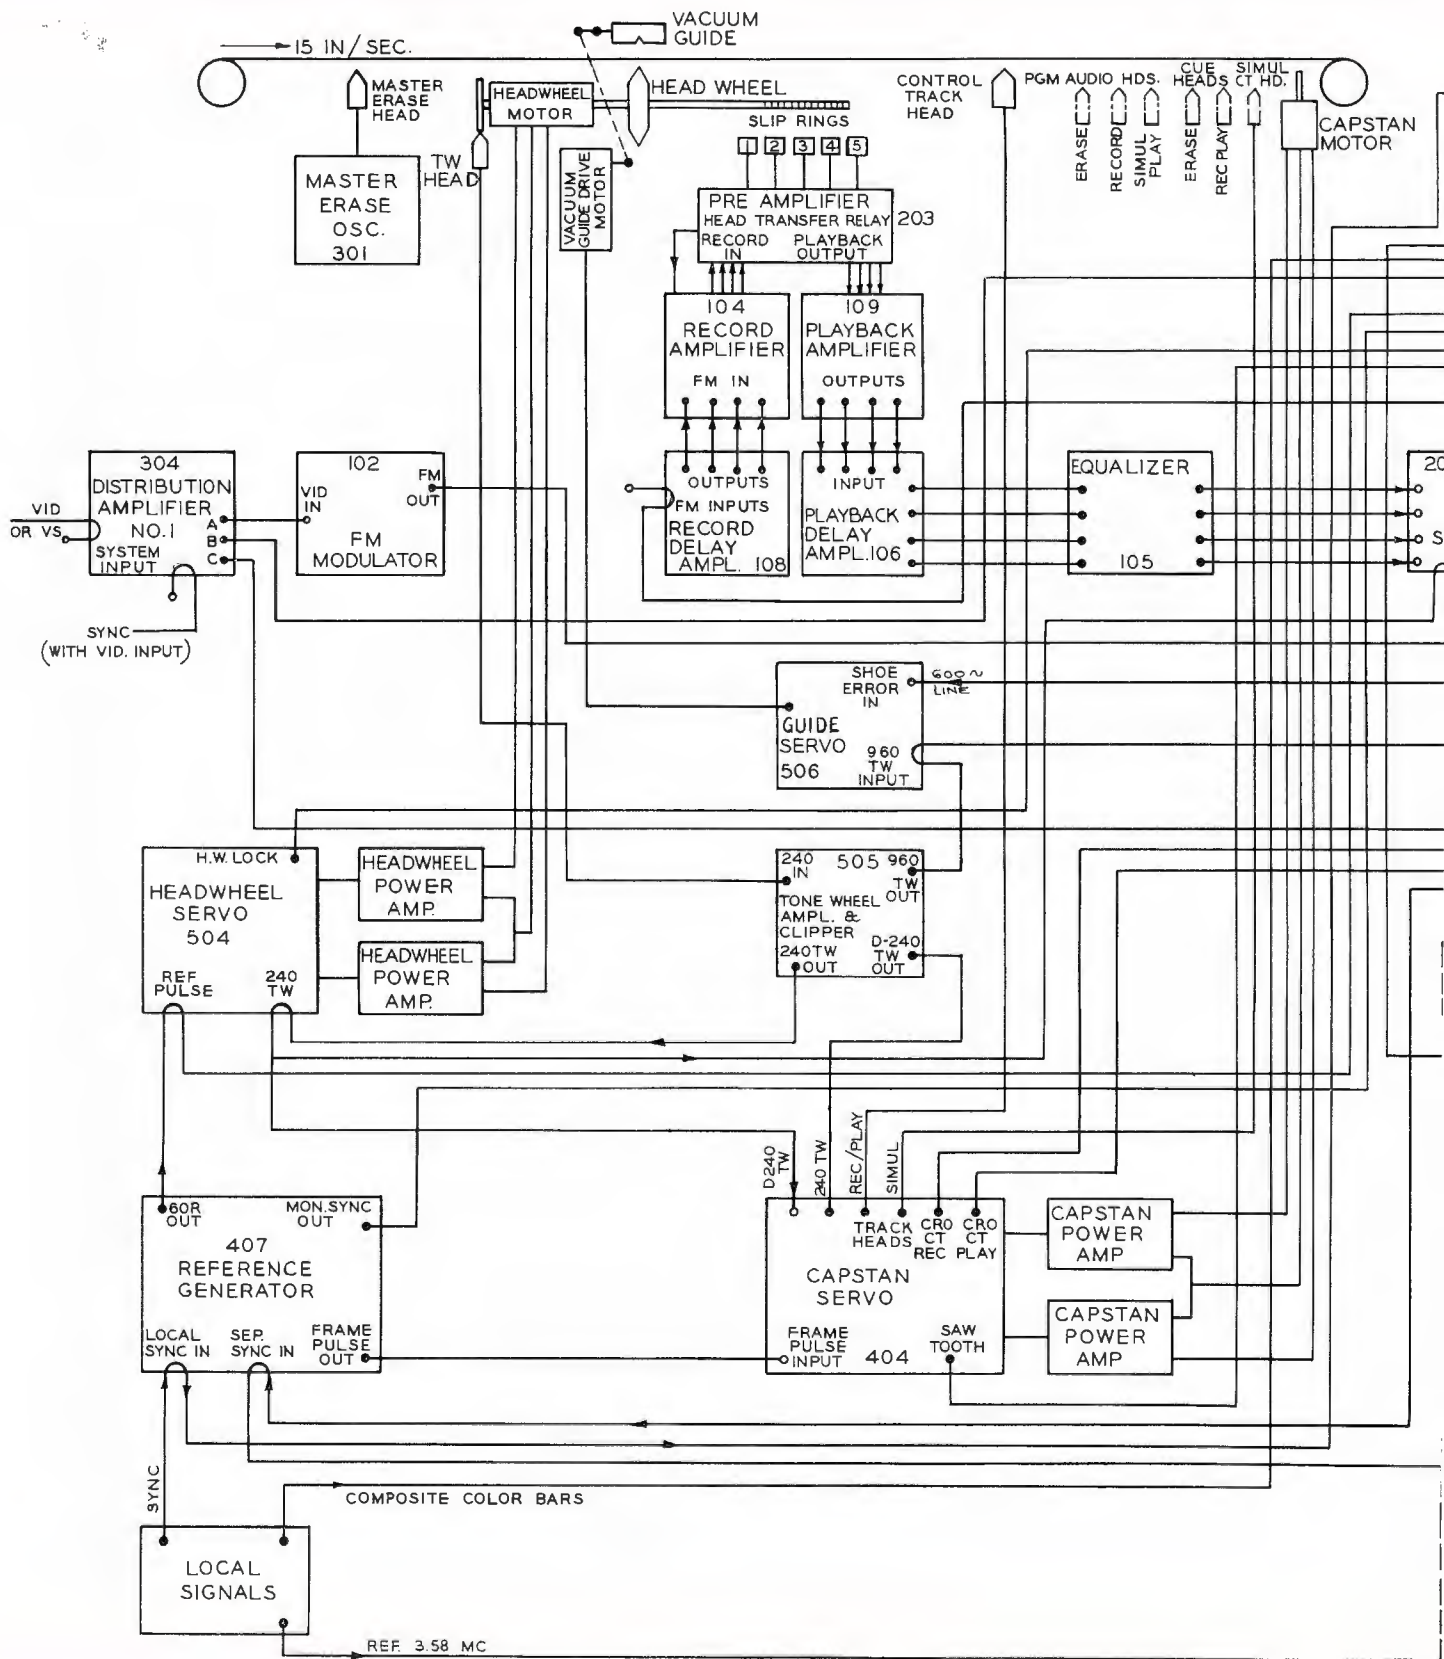 VACUUM
GUIDE
15 IN/SEC.
MASTER
ERASE
HEAD
HEADWHEEL
MOTOR
HEAD WHEEL
SLIP RINGS
CONTROL
TRACK
HEAD
PGM AUDIO HDS.
CUE
HEADS
SIMUL
CT HD.
ERASE
RECORD
SIMUL
PLAY
ERASE
REC PLAY
CAPSTAN
MOTOR
TW
HEAD
MASTER
ERASE
OSC.
301
VACUUM
GUIDE DRIVE
MOTOR
1 2 3 4 5
PRE AMPLIFIER
HEAD TRANSFER RELAY
203
RECORD
IN
PLAYBACK
OUTPUT
104
RECORD
AMPLIFIER
FM IN
109
PLAYBACK
AMPLIFIER
OUTPUTS
304
DISTRIBUTION
AMPLIFIER
NO.1
VID
OR VS
SYSTEM
INPUT
A
B
C
SYNC
(WITH VID. INPUT)
102
VID
IN
FM
OUT
FM
MODULATOR
OUTPUTS
FM INPUTS
RECORD
DELAY
AMPL. 108
INPUT
PLAYBACK
DELAY
AMPL. 106
EQUALIZER
105
20
S
SHOE
ERROR
IN
600 ~
LINE
GUIDE
SERVO
506
960
TW
INPUT
H.W. LOCK
HEADWHEEL
SERVO
504
REF
PULSE
240
TW
HEADWHEEL
POWER
AMP.
HEADWHEEL
POWER
AMP.
240
IN
505
960
TW
OUT
TONE WHEEL
AMPL. &
CLIPPER
240TW
OUT
D-240
TW
OUT
D240
TW
240 TW
REC/PLAY
SIMUL
60R
OUT
MON. SYNC
OUT
407
REFERENCE
GENERATOR
LOCAL
SYNC IN
SEP.
SYNC IN
FRAME
PULSE
OUT
TRACK
HEADS
CRO
CT
REC
CRO
CT
PLAY
CAPSTAN
SERVO
FRAME
PULSE
INPUT
404
SAW
TOOTH
CAPSTAN
POWER
AMP
CAPSTAN
POWER
AMP
SYNC
COMPOSITE COLOR BARS
LOCAL
SIGNALS
REF. 3.58 MC